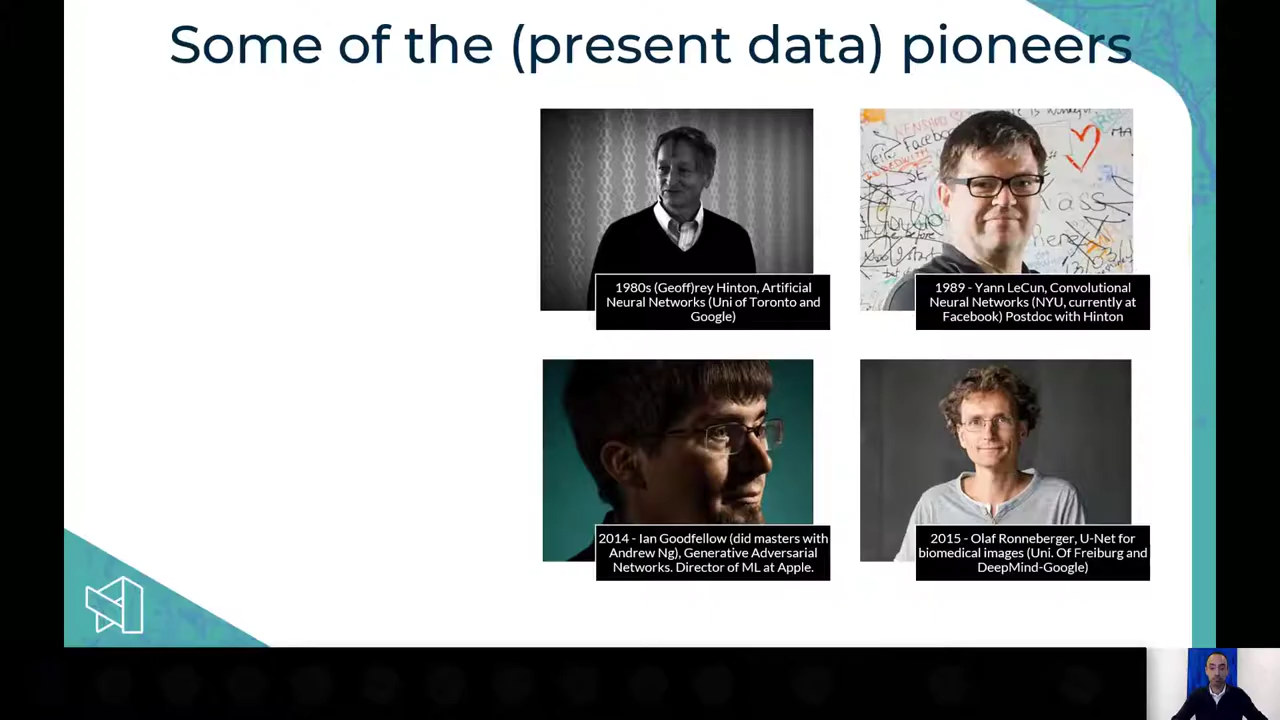 Some of the (present data) pioneers
1980s (Geoff)rey Hinton, Artificial
Neural Networks (Uni of Toronto and
Google)
1989 - Yann LeCun, Convolutional
Neural Networks (NYU, currently at
Facebook) Postdoc with Hinton
2014 - Ian Goodfellow (did masters with
Andrew Ng), Generative Adversarial
Networks. Director of ML at Apple.
2015 - Olaf Ronneberger, U-Net for
biomedical images (Uni. Of Freiburg and
DeepMind-Google)